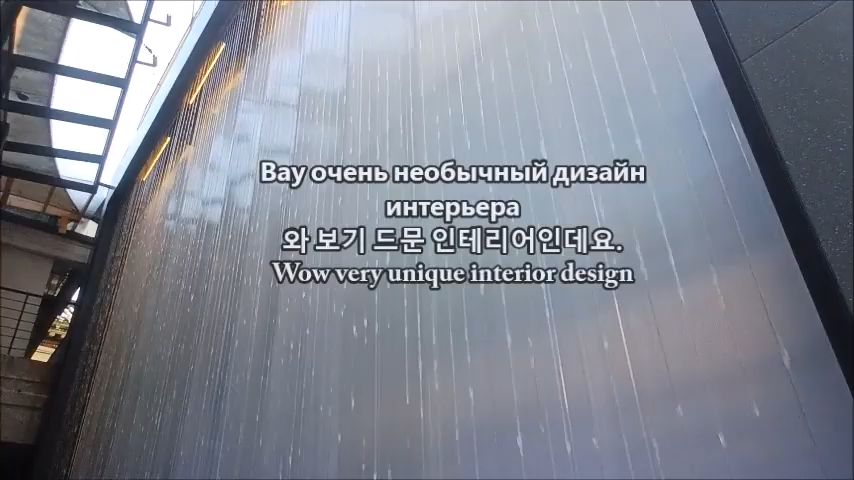 Вау очень необычный дизайн
интерьера
와 보기 드문 인테리어인데요.
Wow very unique interior design